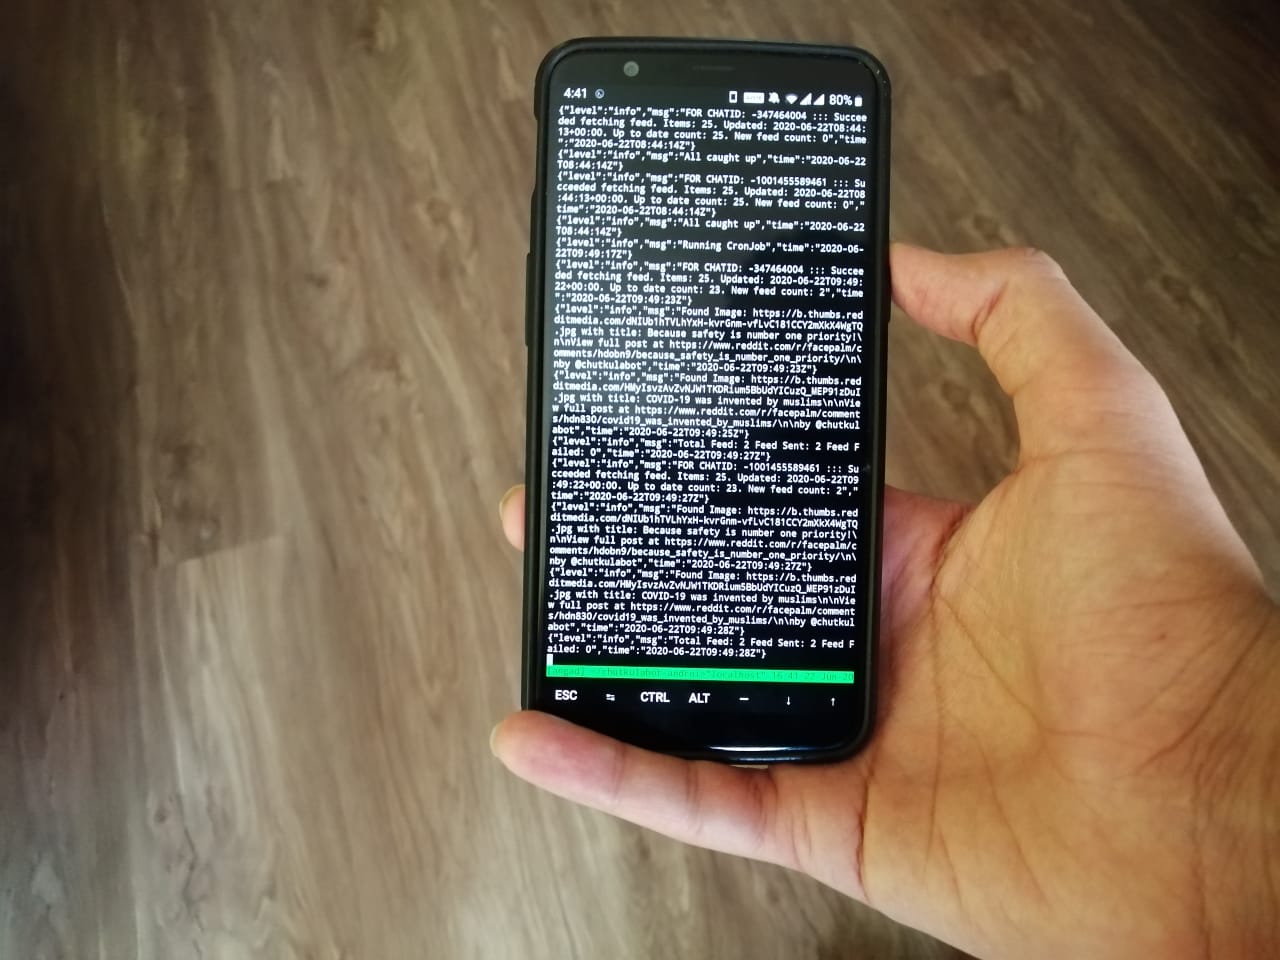 4:41
80%
{"level":"info","msg":"FOR CHATID: -347464004 ::: Succee
ded fetching feed. Items: 25. Updated: 2020-06-22T08:44:
13+00:00. Up to date count: 25. New feed count: 0","time
":"2020-06-22T08:44:14Z"}
{"level":"info","msg":"All caught up","time":"2020-06-22
T08:44:14Z"}
{"level":"info","msg":"FOR CHATID: -1001455589461 ::: Su
cceeded fetching feed. Items: 25. Updated: 2020-06-22T08
:44:13+00:00. Up to date count: 25. New feed count: 0","
time":"2020-06-22T08:44:14Z"}
{"level":"info","msg":"All caught up","time":"2020-06-22
T08:44:14Z"}
{"level":"info","msg":"Running CronJob","time":"2020-06-
22T09:49:17Z"}
{"level":"info","msg":"FOR CHATID: -347464004 ::: Succee
ded fetching feed. Items: 25. Updated: 2020-06-22T09:49:
22+00:00. Up to date count: 23. New feed count: 2","time
":"2020-06-22T09:49:23Z"}
{"level":"info","msg":"Found Image: https://b.thumbs.red
ditmedia.com/dNIUb1hTVLhYxH-kvrGnm-vfLvC181CCY2mXkX4WgTQ
.jpg with title: Because safety is number one priority!\
n\nView full post at https://www.reddit.com/r/facepalm/c
omments/hdobn9/because_safety_is_number_one_priority/\n\
nby @chutkulabot","time":"2020-06-22T09:49:23Z"}
{"level":"info","msg":"Found Image: https://b.thumbs.red
ditmedia.com/HMyIsvzAvZvNJW1TKDRium5BbUdYICuzQ_MEP91zDuI
.jpg with title: COVID-19 was invented by muslims\n\nVie
w full post at https://www.reddit.com/r/facepalm/comment
s/hdn830/covid19_was_invented_by_muslims/\n\nby @chutkul
abot","time":"2020-06-22T09:49:25Z"}
{"level":"info","msg":"Total Feed: 2 Feed Sent: 2 Feed F
ailed: 0","time":"2020-06-22T09:49:27Z"}
{"level":"info","msg":"FOR CHATID: -1001455589461 ::: Su
cceeded fetching feed. Items: 25. Updated: 2020-06-22T09
:49:22+00:00. Up to date count: 23. New feed count: 2","
time":"2020-06-22T09:49:27Z"}
{"level":"info","msg":"Found Image: https://b.thumbs.red
ditmedia.com/dNIUb1hTVLhYxH-kvrGnm-vfLvC181CCY2mXkX4WgTQ
.jpg with title: Because safety is number one priority!\
n\nView full post at https://www.reddit.com/r/facepalm/c
omments/hdobn9/because_safety_is_number_one_priority/\n\
nby @chutkulabot","time":"2020-06-22T09:49:27Z"}
{"level":"info","msg":"Found Image: https://b.thumbs.red
ditmedia.com/HMyIsvzAvZvNJW1TKDRium5BbUdYICuzQ_MEP91zDuI
.jpg with title: COVID-19 was invented by muslims\n\nVie
w full post at https://www.reddit.com/r/facepalm/comment
s/hdn830/covid19_was_invented_by_muslims/\n\nby @chutkul
abot","time":"2020-06-22T09:49:28Z"}
{"level":"info","msg":"Total Feed: 2 Feed Sent: 2 Feed F
ailed: 0","time":"2020-06-22T09:49:28Z"}
"localhost" 16:41 22-Jun-20
ESC ⇆ CTRL ALT — ↓ ↑